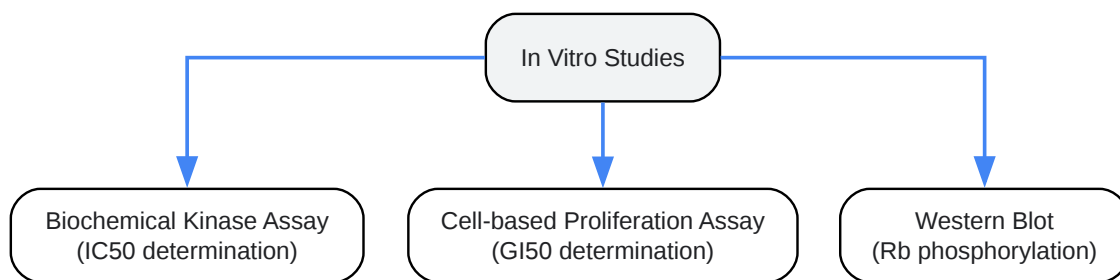 In Vitro Studies
Biochemical Kinase Assay
(IC50 determination)
Cell-based Proliferation Assay
(GI50 determination)
Western Blot
(Rb phosphorylation)